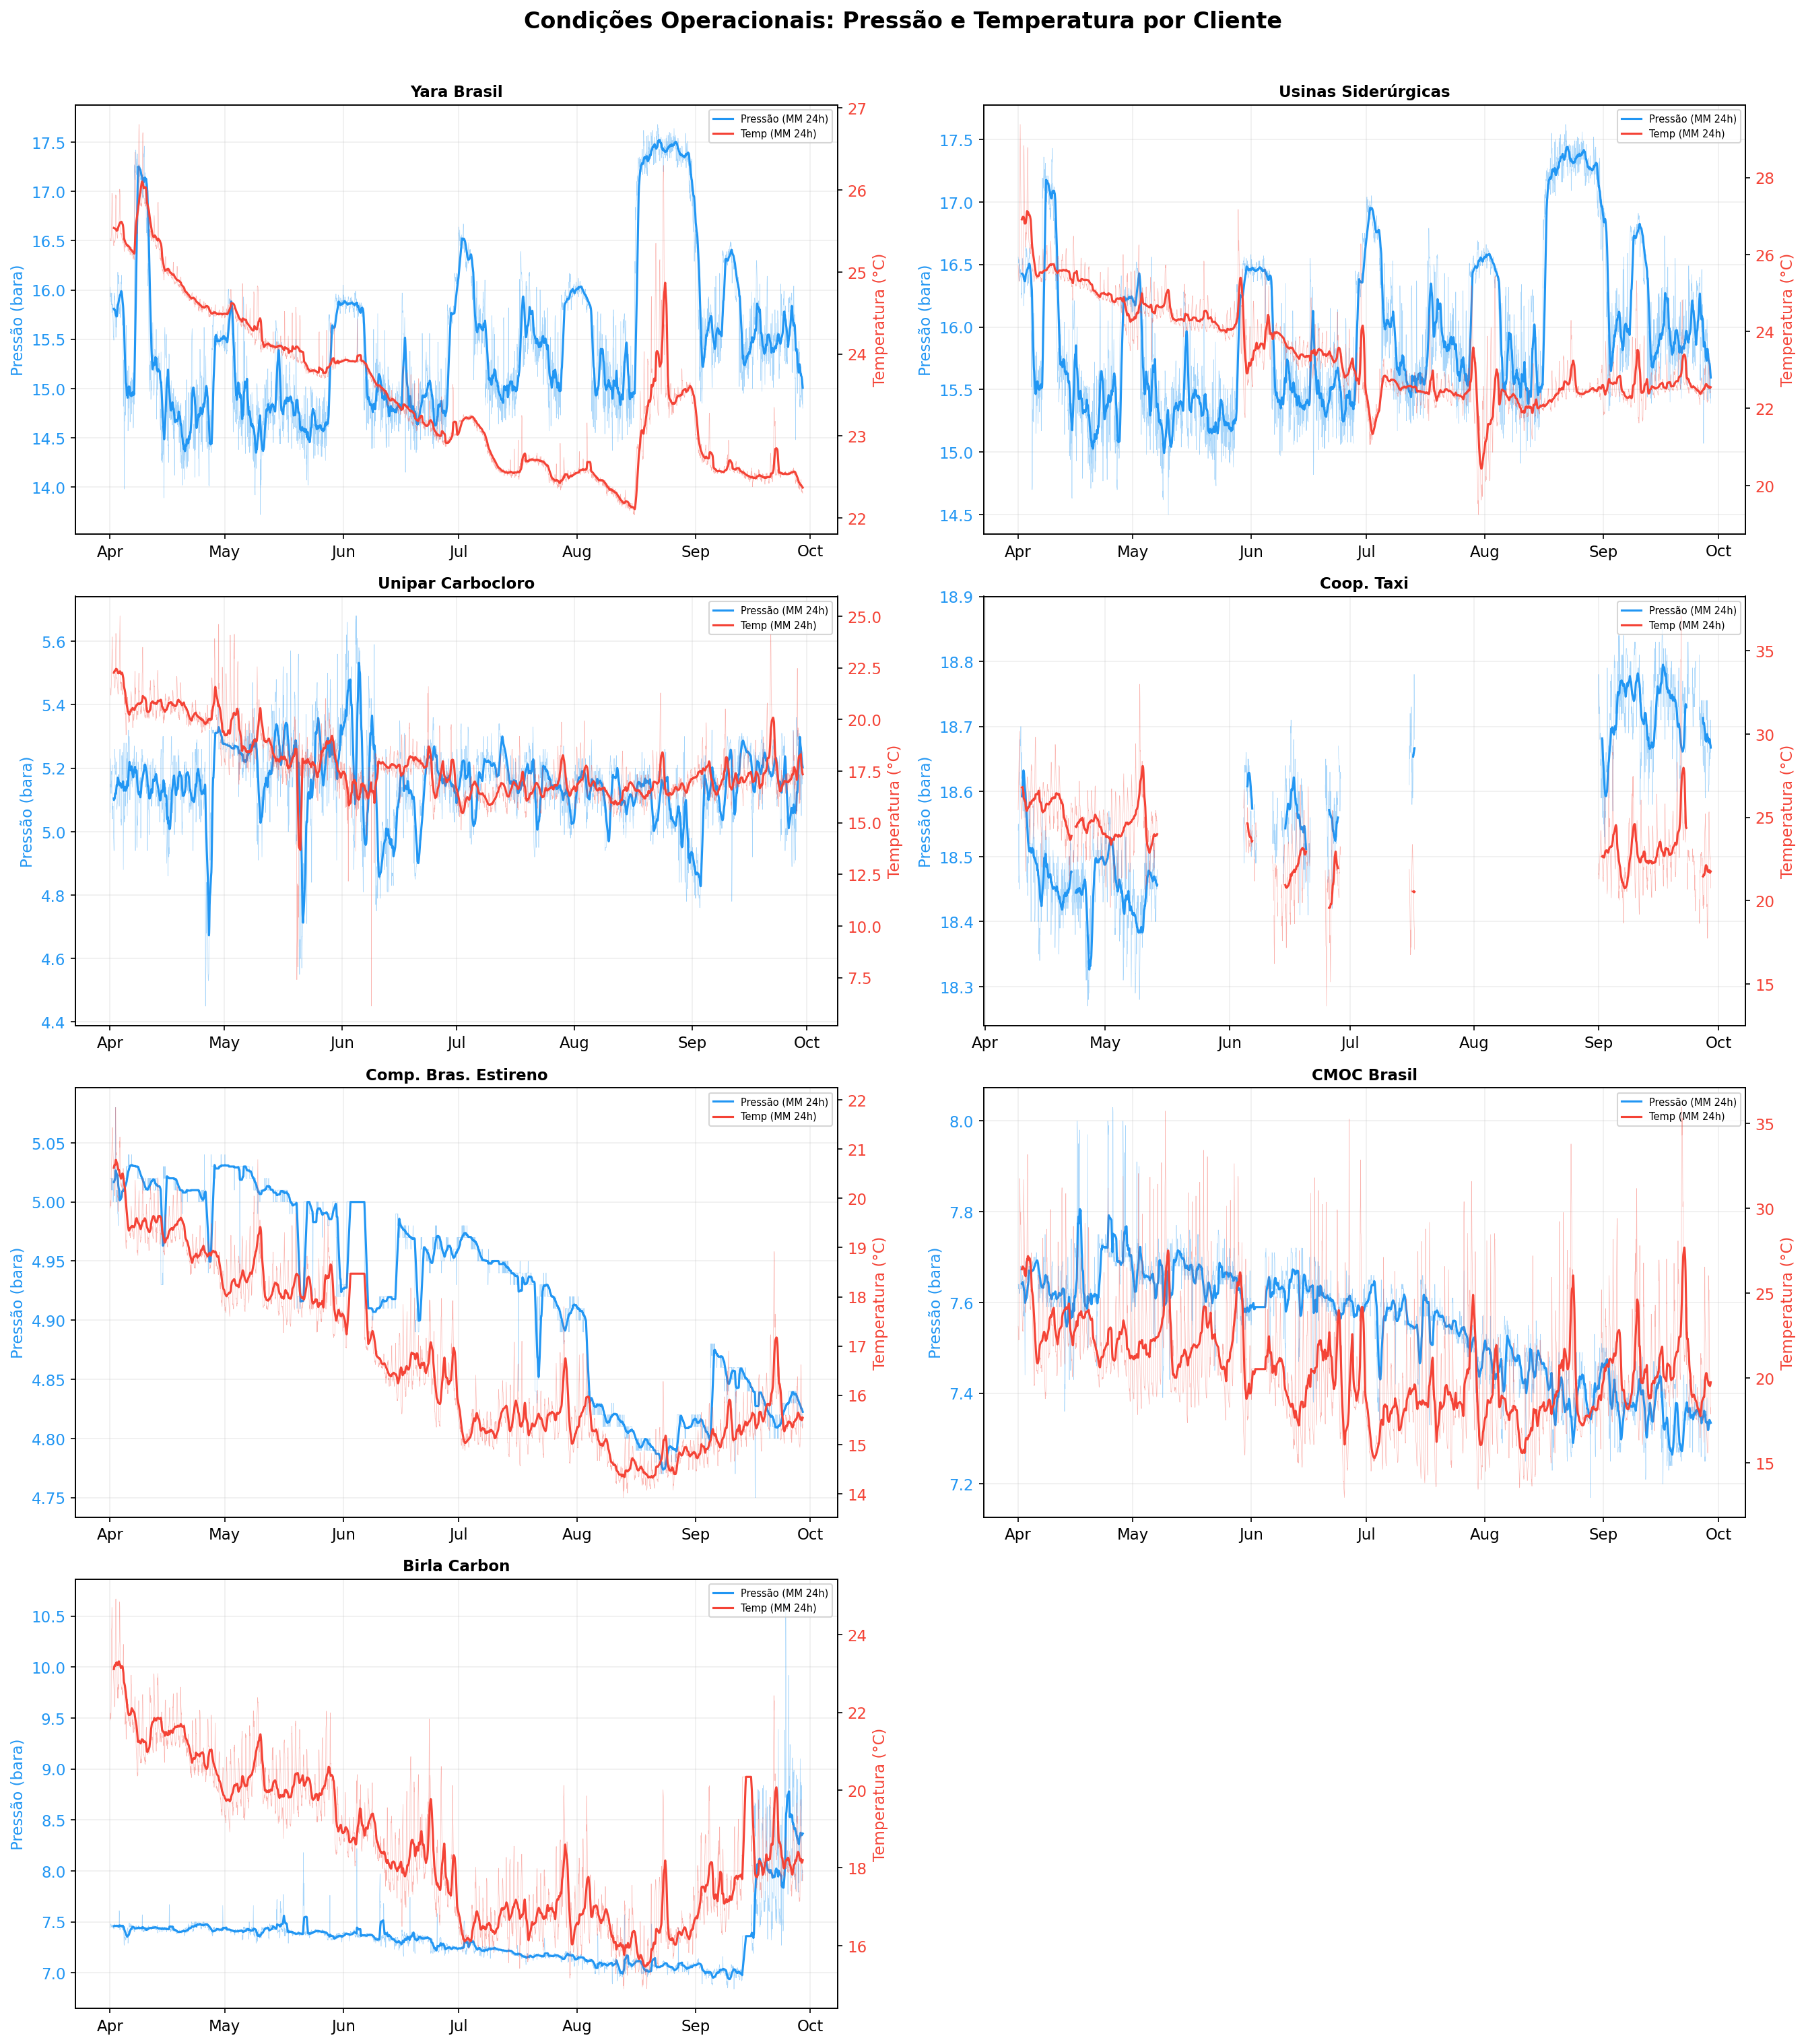 Condições Operacionais: Pressão e Temperatura por Cliente
Yara Brasil
Pressão (bara)
17.5
17.0
16.5
16.0
15.5
15.0
14.5
14.0
Pressão (MM 24h)
Temp (MM 24h)
27
26
25
24
23
22
Temperatura (°C)
Apr May Jun Jul Aug Sep Oct
Usinas Siderúrgicas
Pressão (bara)
17.5
17.0
16.5
16.0
15.5
15.0
14.5
Pressão (MM 24h)
Temp (MM 24h)
28
26
24
22
20
Temperatura (°C)
Apr May Jun Jul Aug Sep Oct
Unipar Carbocloro
Pressão (bara)
5.6
5.4
5.2
5.0
4.8
4.6
4.4
Pressão (MM 24h)
Temp (MM 24h)
25.0
22.5
20.0
17.5
15.0
12.5
10.0
7.5
Temperatura (°C)
Apr May Jun Jul Aug Sep Oct
Coop. Taxi
Pressão (bara)
18.9
18.8
18.7
18.6
18.5
18.4
18.3
Pressão (MM 24h)
Temp (MM 24h)
35
30
25
20
15
Temperatura (°C)
Apr May Jun Jul Aug Sep Oct
Comp. Bras. Estireno
Pressão (bara)
5.05
5.00
4.95
4.90
4.85
4.80
4.75
Pressão (MM 24h)
Temp (MM 24h)
22
21
20
19
18
17
16
15
14
Temperatura (°C)
Apr May Jun Jul Aug Sep Oct
CMOC Brasil
Pressão (bara)
8.0
7.8
7.6
7.4
7.2
Pressão (MM 24h)
Temp (MM 24h)
35
30
25
20
15
Temperatura (°C)
Apr May Jun Jul Aug Sep Oct
Birla Carbon
Pressão (bara)
10.5
10.0
9.5
9.0
8.5
8.0
7.5
7.0
Pressão (MM 24h)
Temp (MM 24h)
24
22
20
18
16
Temperatura (°C)
Apr May Jun Jul Aug Sep Oct